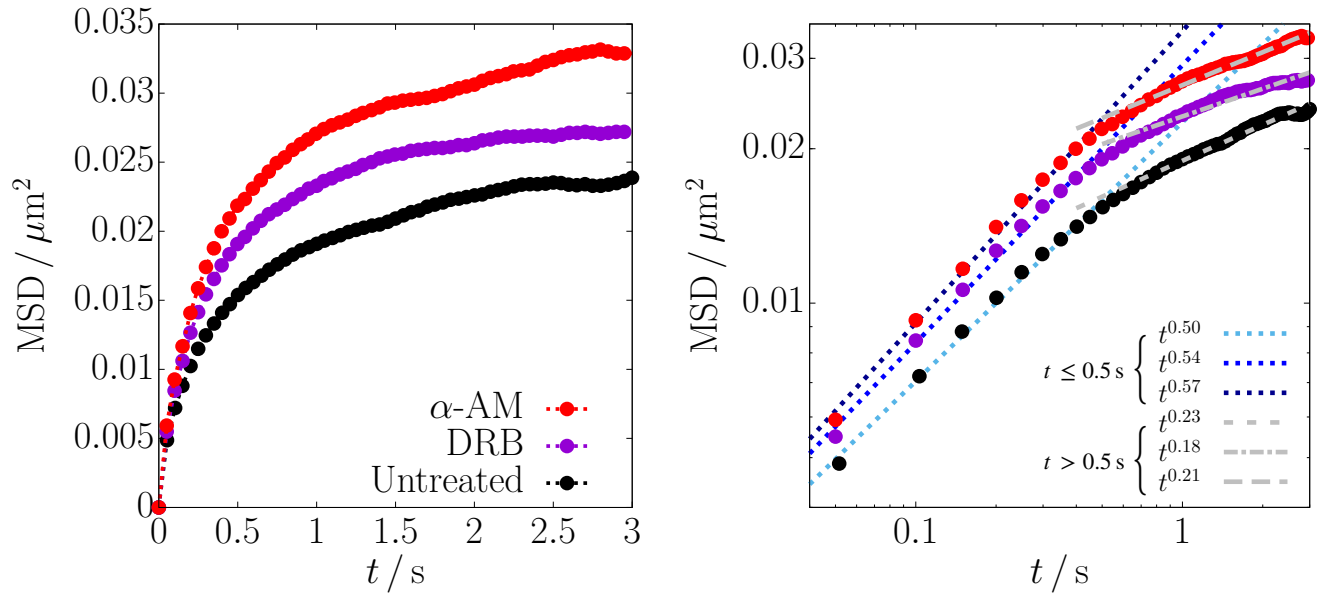 MSD / μm²
0.035
0.03
0.025
0.02
0.015
0.01
0.005
0
0 0.5 1 1.5 2 2.5 3
t / s
α-AM
DRB
Untreated
MSD / μm²
0.03
0.02
0.01
0.1 1
t / s
t ≤ 0.5 s
t^0.50
t^0.54
t^0.57
t > 0.5 s
t^0.23
t^0.18
t^0.21